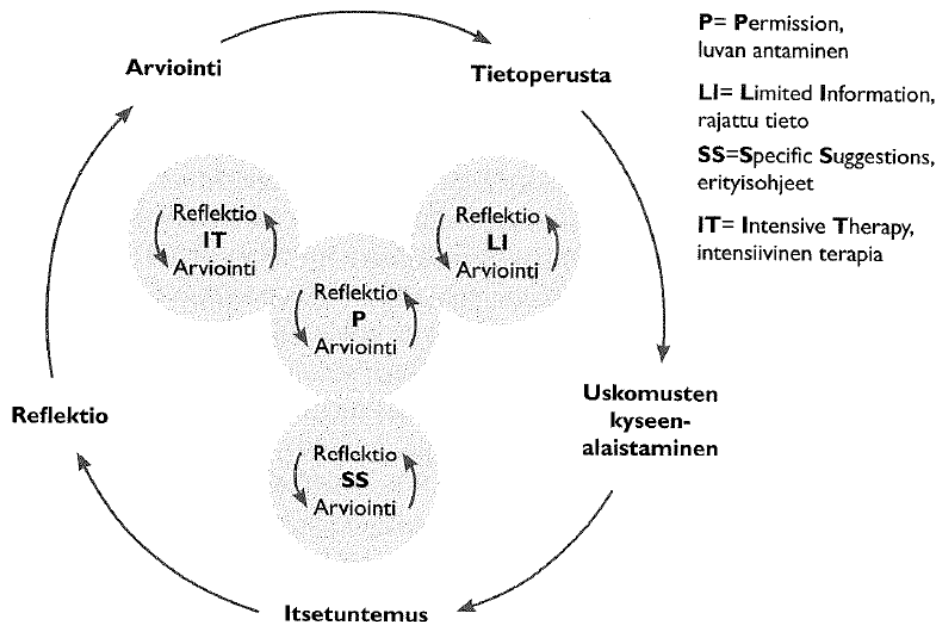 Arviointi
Tietoperusta
P= Permission,
luvan antaminen
LI= Limited Information,
rajattu tieto
SS=Specific Suggestions,
erityisohjeet
IT= Intensive Therapy,
intensiivinen terapia
Reflektio
IT
Arviointi
Reflektio
LI
Arviointi
Reflektio
P
Arviointi
Reflektio
Uskomusten
kyseen-
alaistaminen
Reflektio
SS
Arviointi
Itsetuntemus